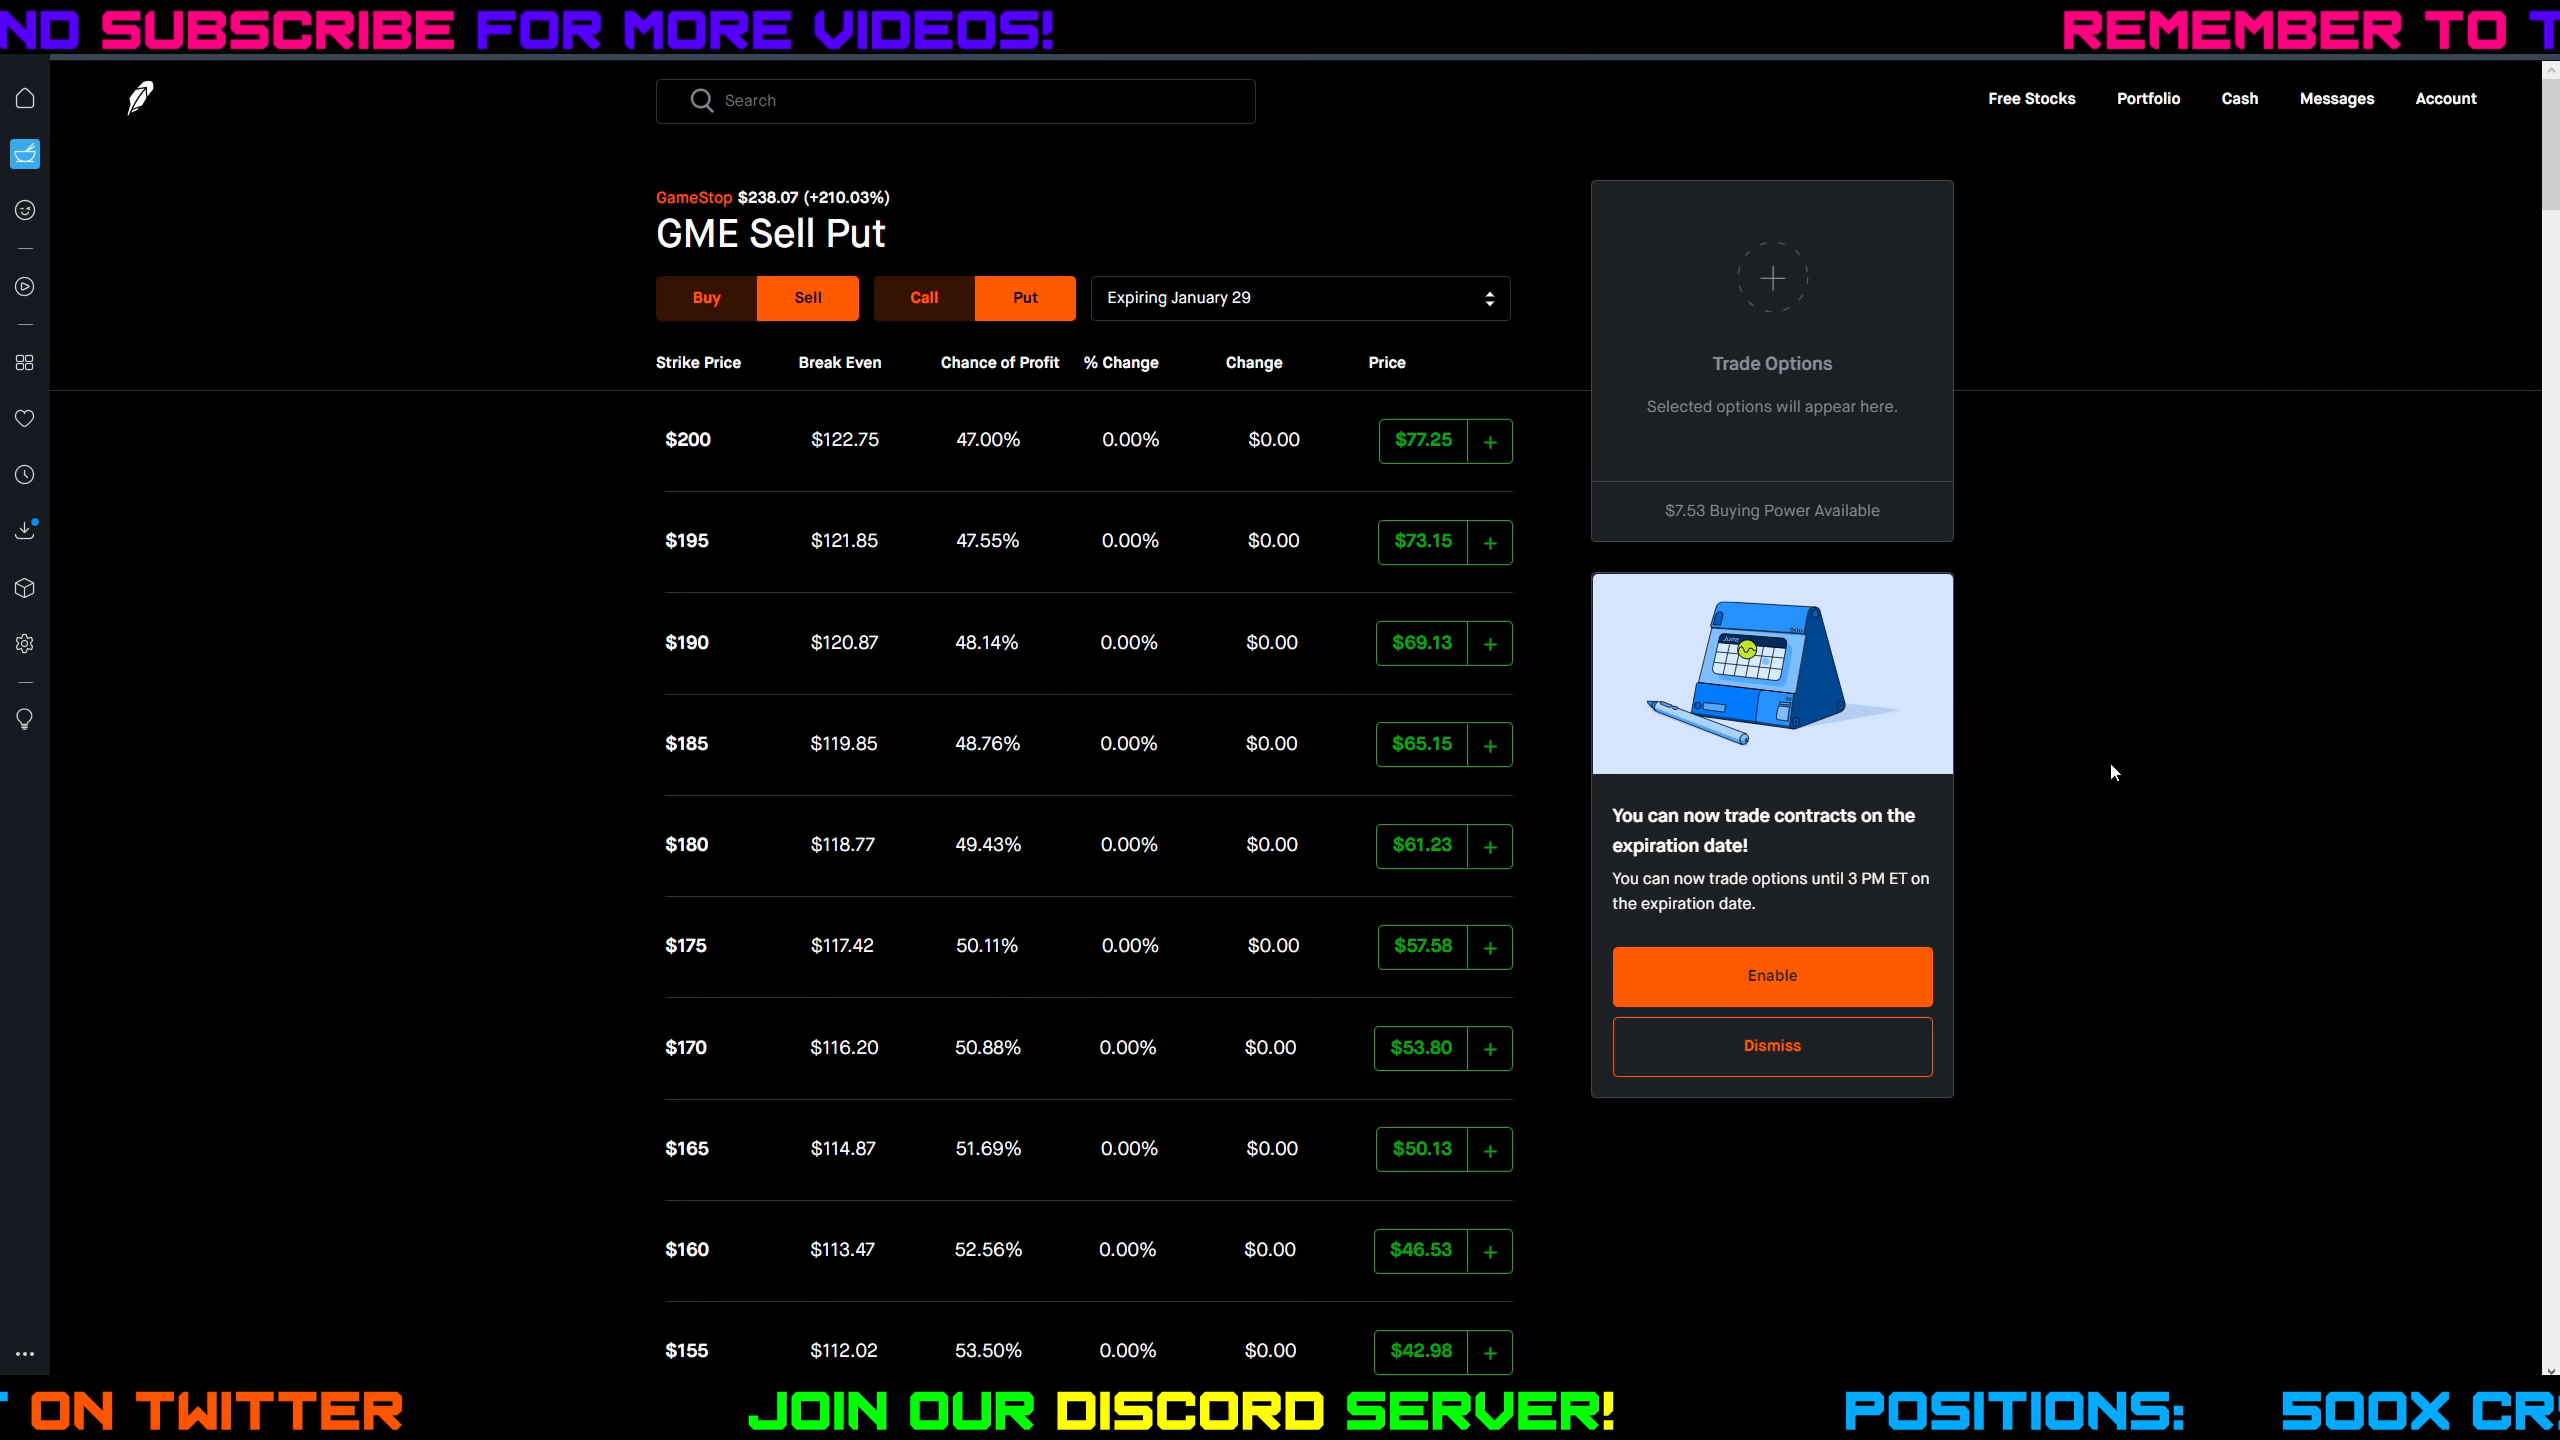 ND SUBSCRIBE FOR MORE VIDEOS! REMEMBER TO
Search
Free Stocks Portfolio Cash Messages Account
GameStop $238.07 (+210.03%)
GME Sell Put
Buy Sell Call Put Expiring January 29
Strike Price Break Even Chance of Profit % Change Change Price
$200 $122.75 47.00% 0.00% $0.00 $77.25 +
$195 $121.85 47.55% 0.00% $0.00 $73.15 +
$190 $120.87 48.14% 0.00% $0.00 $69.13 +
$185 $119.85 48.76% 0.00% $0.00 $65.15 +
$180 $118.77 49.43% 0.00% $0.00 $61.23 +
$175 $117.42 50.11% 0.00% $0.00 $57.58 +
$170 $116.20 50.88% 0.00% $0.00 $53.80 +
$165 $114.87 51.69% 0.00% $0.00 $50.13 +
$160 $113.47 52.56% 0.00% $0.00 $46.53 +
$155 $112.02 53.50% 0.00% $0.00 $42.98 +
Trade Options
Selected options will appear here.
$7.53 Buying Power Available
June
You can now trade contracts on the
expiration date!
You can now trade options until 3 PM ET on
the expiration date.
Enable
Dismiss
ON TWITTER JOIN OUR DISCORD SERVER! POSITIONS: 500X